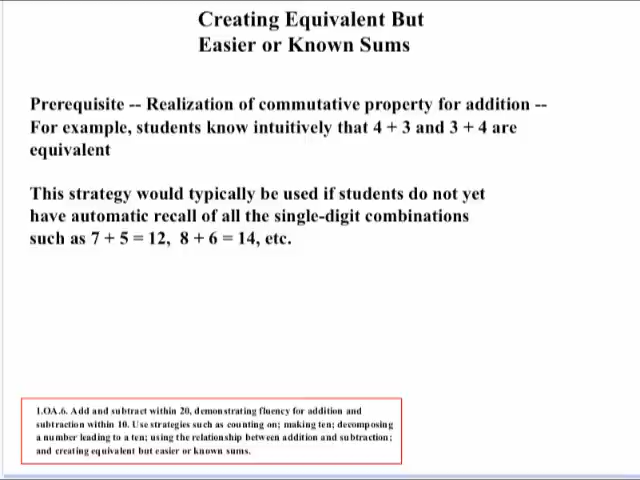 Creating Equivalent But
Easier or Known Sums
Prerequisite -- Realization of commutative property for addition --
For example, students know intuitively that 4 + 3 and 3 + 4 are
equivalent
This strategy would typically be used if students do not yet
have automatic recall of all the single-digit combinations
such as 7 + 5 = 12, 8 + 6 = 14, etc.
1.OA.6. Add and subtract within 20, demonstrating fluency for addition and
subtraction within 10. Use strategies such as counting on; making ten; decomposing
a number leading to a ten; using the relationship between addition and subtraction;
and creating equivalent but easier or known sums.